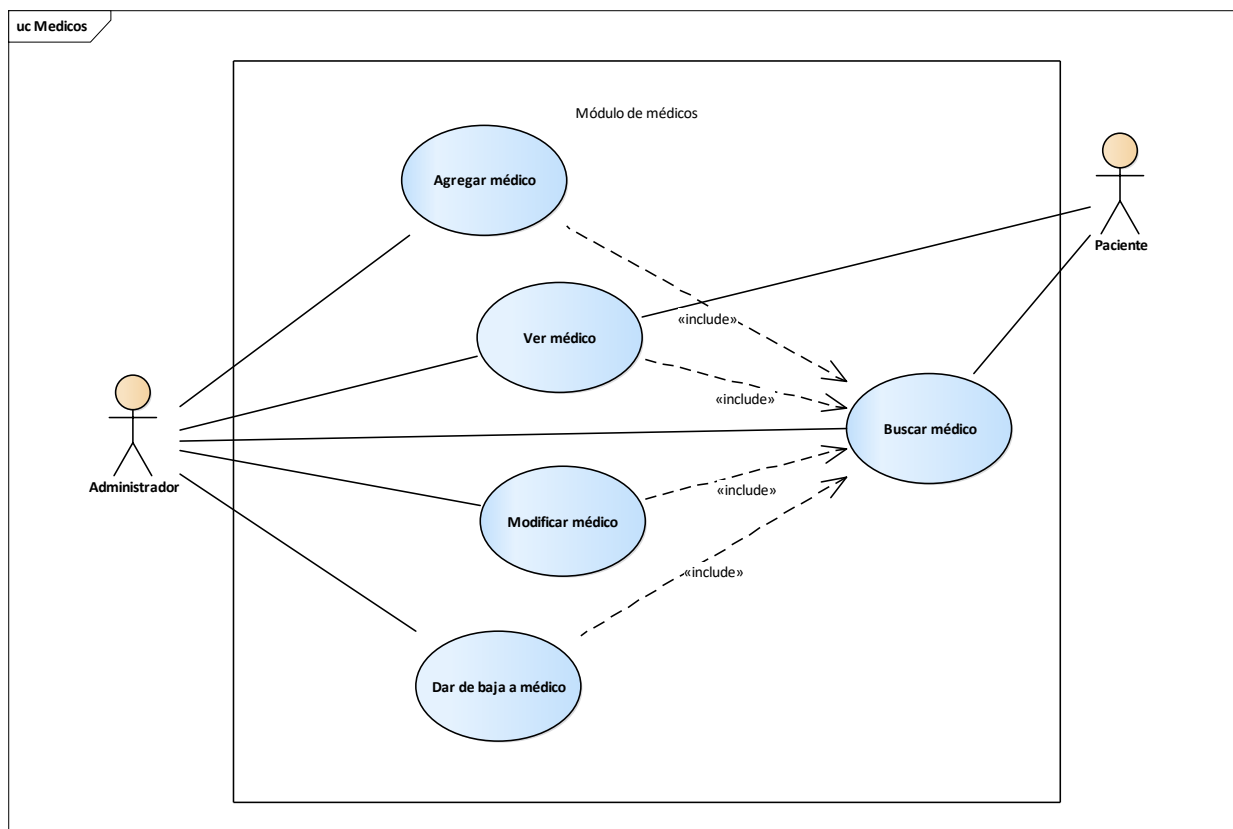 uc Medicos
Módulo de médicos
Agregar médico
Paciente
«include»
Ver médico
«include»
Buscar médico
Administrador
«include»
Modificar médico
«include»
Dar de baja a médico